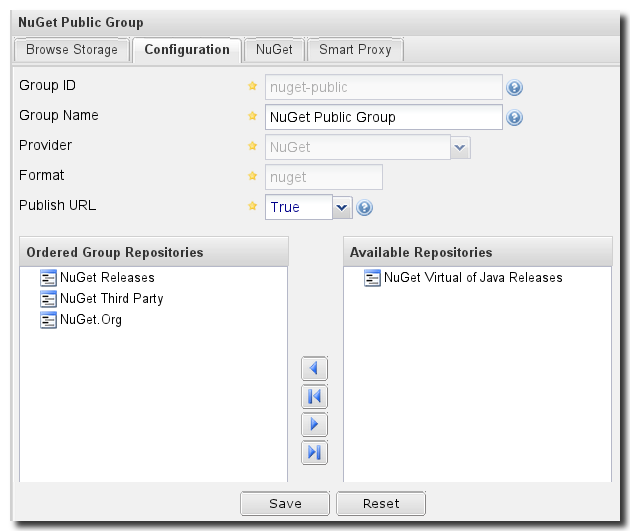 NuGet Public Group
Browse Storage Configuration NuGet Smart Proxy
Group ID nuget-public
Group Name NuGet Public Group
Provider NuGet
Format nuget
Publish URL True
Ordered Group Repositories Available Repositories
NuGet Releases NuGet Virtual of Java Releases
NuGet Third Party
NuGet.Org
Save Reset